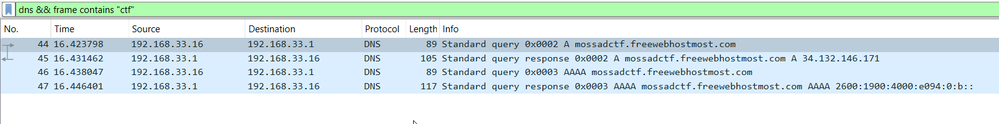 dns && frame contains "ctf"
No. Time Source Destination Protocol Length Info
44 16.423798 192.168.33.16 192.168.33.1 DNS 89 Standard query 0x0002 A mossadctf.freewebhostmost.com
45 16.431462 192.168.33.1 192.168.33.16 DNS 105 Standard query response 0x0002 A mossadctf.freewebhostmost.com A 34.132.146.171
46 16.438047 192.168.33.16 192.168.33.1 DNS 89 Standard query 0x0003 AAAA mossadctf.freewebhostmost.com
47 16.446401 192.168.33.1 192.168.33.16 DNS 117 Standard query response 0x0003 AAAA mossadctf.freewebhostmost.com AAAA 2600:1900:4000:e094:0:b::